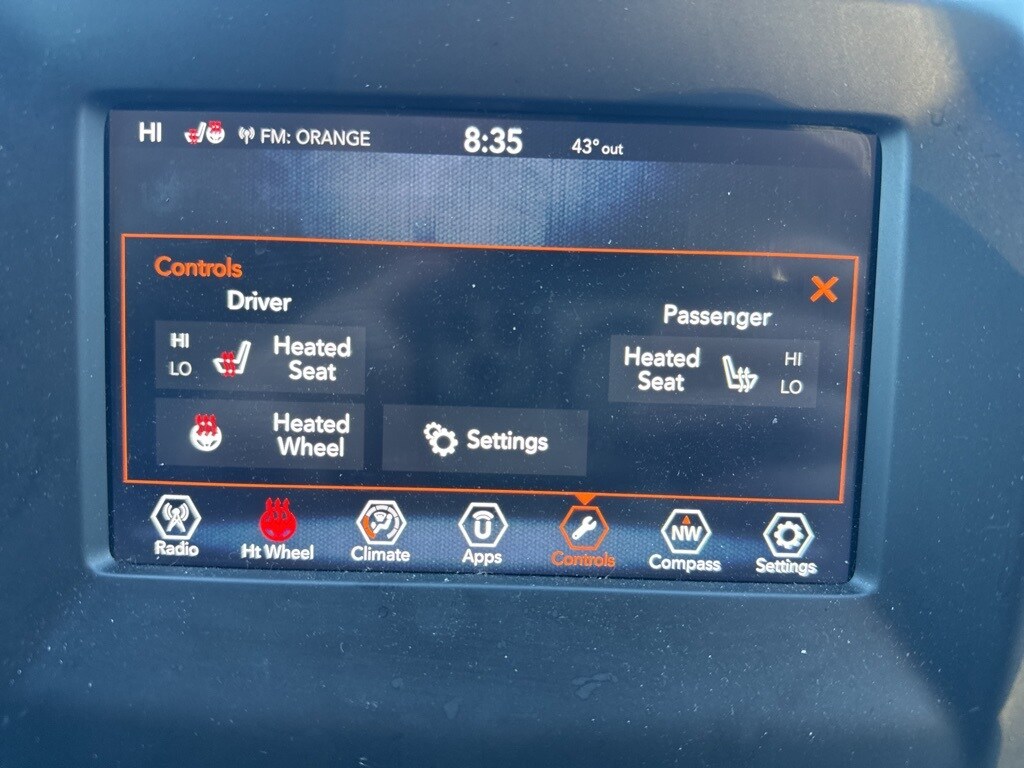 HI FM: ORANGE 8:35 43° out
Controls
Driver
Passenger
HI
LO
Heated
Seat
Heated
Seat
HI
LO
Heated
Wheel
Settings
Radio
Ht Wheel
Climate
Apps
Controls
NW
Compass
Settings